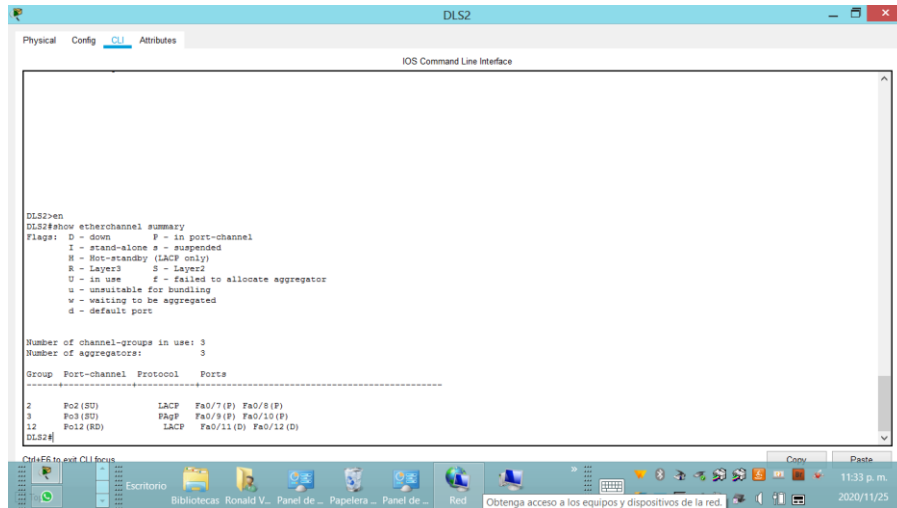 DLS2
Physical Config CLI Attributes
IOS Command Line Interface
DLS2>en
DLS2#show etherchannel summary
Flags:  D - down        P - in port-channel
I - stand-alone s - suspended
H - Hot-standby (LACP only)
R - Layer3      S - Layer2
U - in use      f - failed to allocate aggregator
u - unsuitable for bundling
w - waiting to be aggregated
d - default port
Number of channel-groups in use: 3
Number of aggregators:           3
Group  Port-channel  Protocol    Ports
------+-------------+-----------+----------------------------------------------
2      Po2(SU)           LACP   Fa0/7(P) Fa0/8(P)
3      Po3(SU)           PAgP   Fa0/9(P) Fa0/10(P)
12     Po12(RD)           LACP   Fa0/11(D) Fa0/12(D)
DLS2#
Ctrl+F6 to exit CLI focus Copy Paste
Escritorio
Bibliotecas Ronald V... Panel de ... Papelera ... Panel de ... Red
11:33 p. m.
Obtenga acceso a los equipos y dispositivos de la red.
2020/11/25